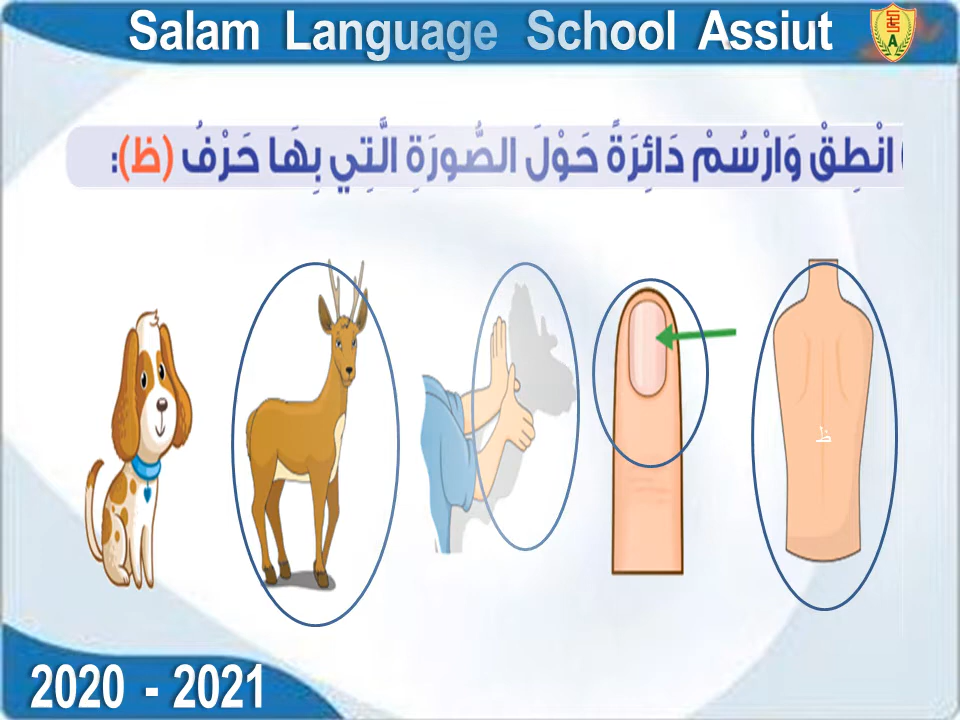 Salam Language School Assiut
انْطِقْ وَارْسُمْ دَائِرَةً حَوْلَ الصُّورَةِ الَّتِي بِهَا حَرْفُ (ظ):
ظ
2020 - 2021